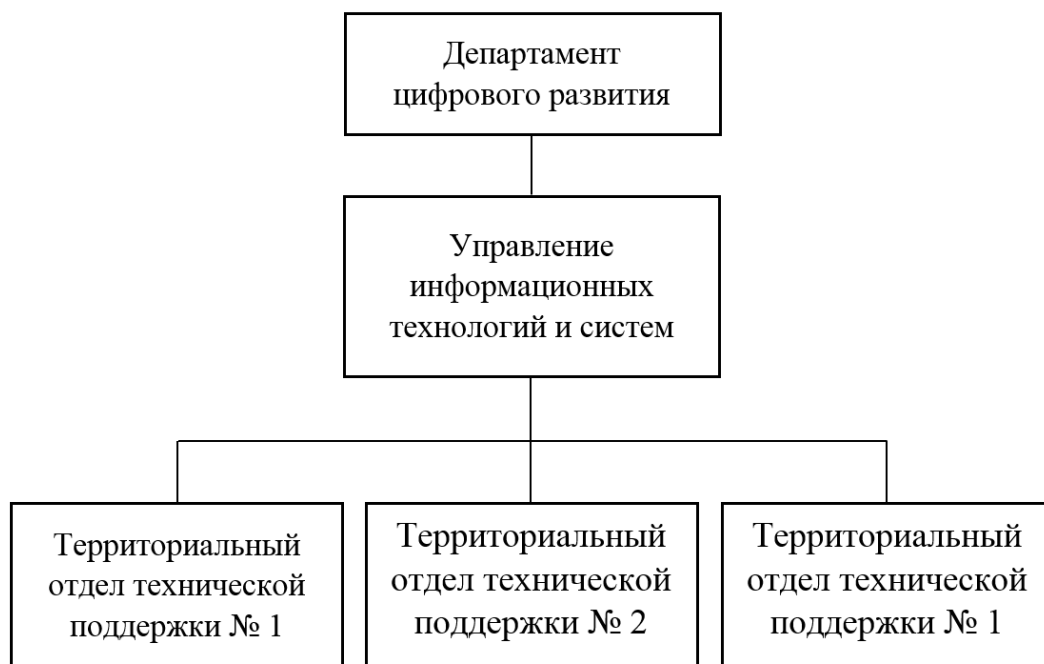 Департамент
цифрового развития
Управление
информационных
технологий и систем
Территориальный
отдел технической
поддержки № 1
Территориальный
отдел технической
поддержки № 2
Территориальный
отдел технической
поддержки № 1